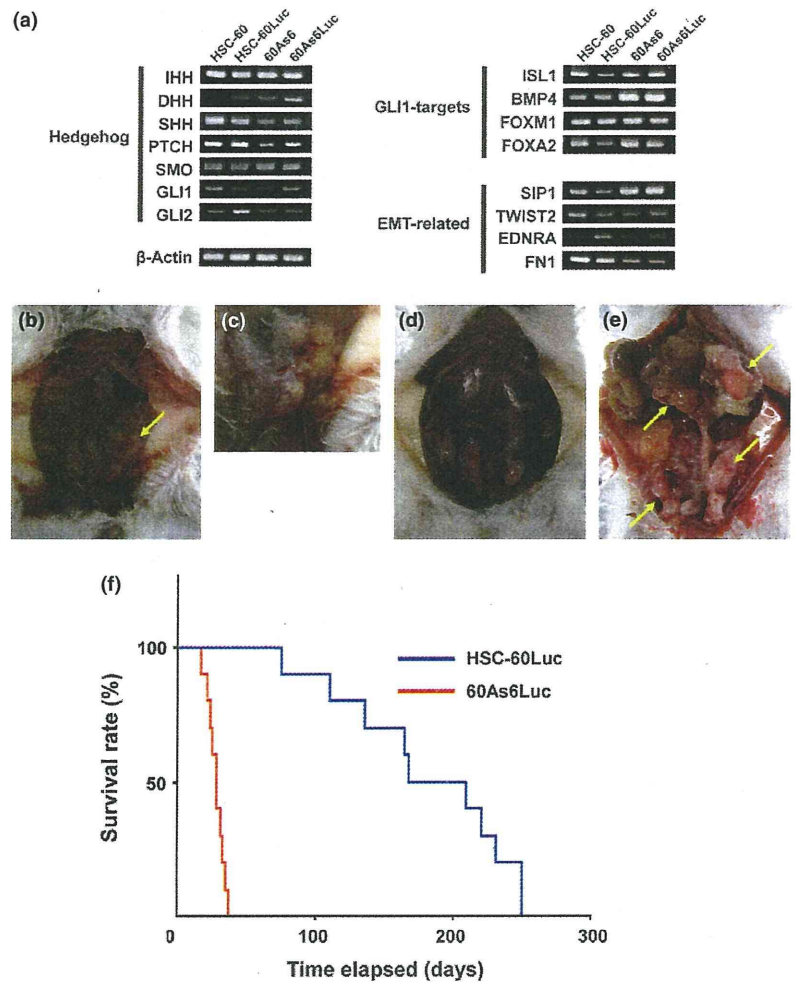 (a)
HSC-60 HSC-60Luc 60As6 60As6Luc
Hedgehog
IHH
DHH
SHH
PTCH
SMO
GLI1
GLI2
β-Actin
HSC-60 HSC-60Luc 60As6 60As6Luc
GLI1-targets
ISL1
BMP4
FOXM1
FOXA2
EMT-related
SIP1
TWIST2
EDNRA
FN1
(b) (c) (d) (e)
(f)
Survival rate (%)
100
50
HSC-60Luc
60As6Luc
0 100 200 300
Time elapsed (days)